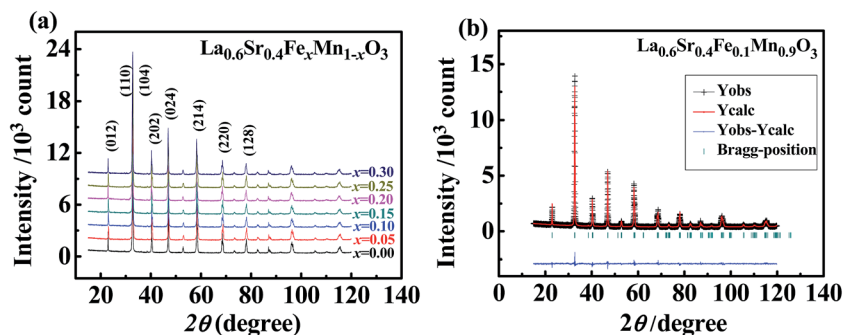 (a)
La0.6Sr0.4FexMn1-xO3
24
18
12
6
0
Intensity /10³ count
(012)
(110)
(104)
(202)
(024)
(214)
(220)
(128)
x=0.30
x=0.25
x=0.20
x=0.15
x=0.10
x=0.05
x=0.00
20 40 60 80 100 120 140
2θ (degree)
(b)
La0.6Sr0.4Fe0.1Mn0.9O3
15
10
5
0
Intensity /10³ count
Yobs
Ycalc
Yobs-Ycalc
Bragg-position
0 20 40 60 80 100 120 140
2θ/degree